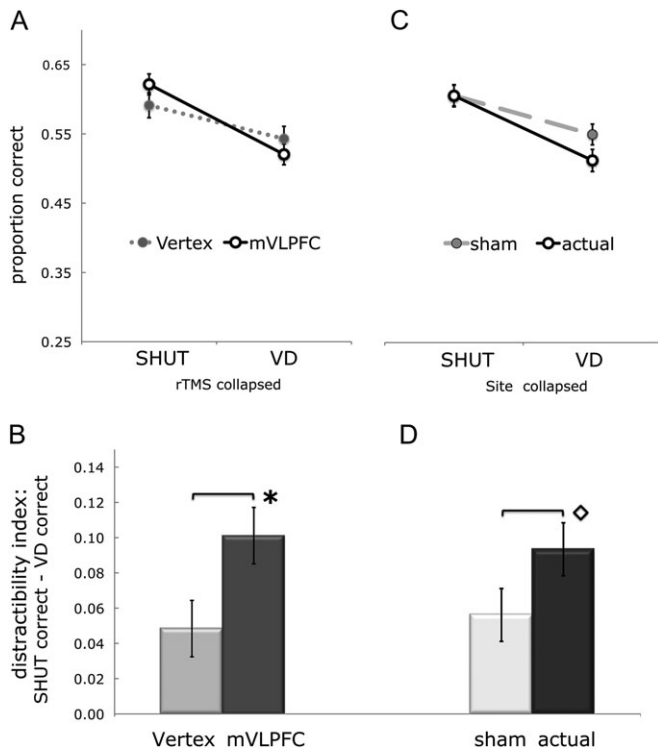 A
proportion correct
0.65
0.55
0.45
0.35
0.25
Vertex mVLPFC
SHUT VD
rTMS collapsed
C
sham actual
SHUT VD
Site collapsed
B
distractibility index:
SHUT correct - VD correct
0.14
0.12
0.10
0.08
0.06
0.04
0.02
0.00
*
Vertex mVLPFC
D
◇
sham actual